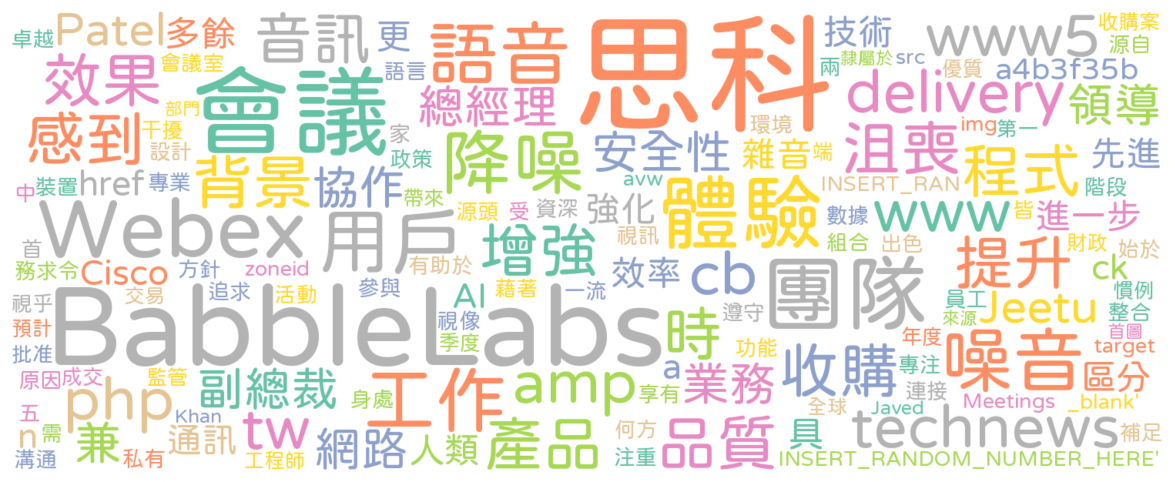 卓越 Patel 多餘 音訊 更 語音 思科 技術 www5 收購案
會議室 語言 兩 隸屬於 src 優質 源自
效果 會議 總經理 a4b3f35b
部門 delivery 領導
感到 干擾 家 降噪 環境 img 第一
設計 政策 安全性 雜音 端 沮喪 程式 先進
中 裝置 href 專業 背景 協作 帶來 avw 體驗 INSERT_RAN 階段
源頭 受 資深 強化 數據 www 皆 進一步
首 Webex 用戶 增強 視訊 組合 出色 提升 財政 始於
務求令 Cisco 方針 zoneid 有助於 效率 cb 團隊 ck
視乎 交易 追求 活動 參與 AI 藉著 一流 遵守 員工 Jeetu 慣例
預計 BabbleLabs 視像 時 來源 整合
批准 季度 功能 年度 噪音 首圖
原因 成交 監管 副總裁 工作 amp a 業務 收購 專注 target
五 php Khan 身處 享有 全球 Javed 連接 Meetings 區分 _blank'
n 需 兼 通訊 tw 網路 人類 產品 何方 品質 具 technews 補足
溝通 私有 工程師 注重 INSERT_RANDOM_NUMBER_HERE'